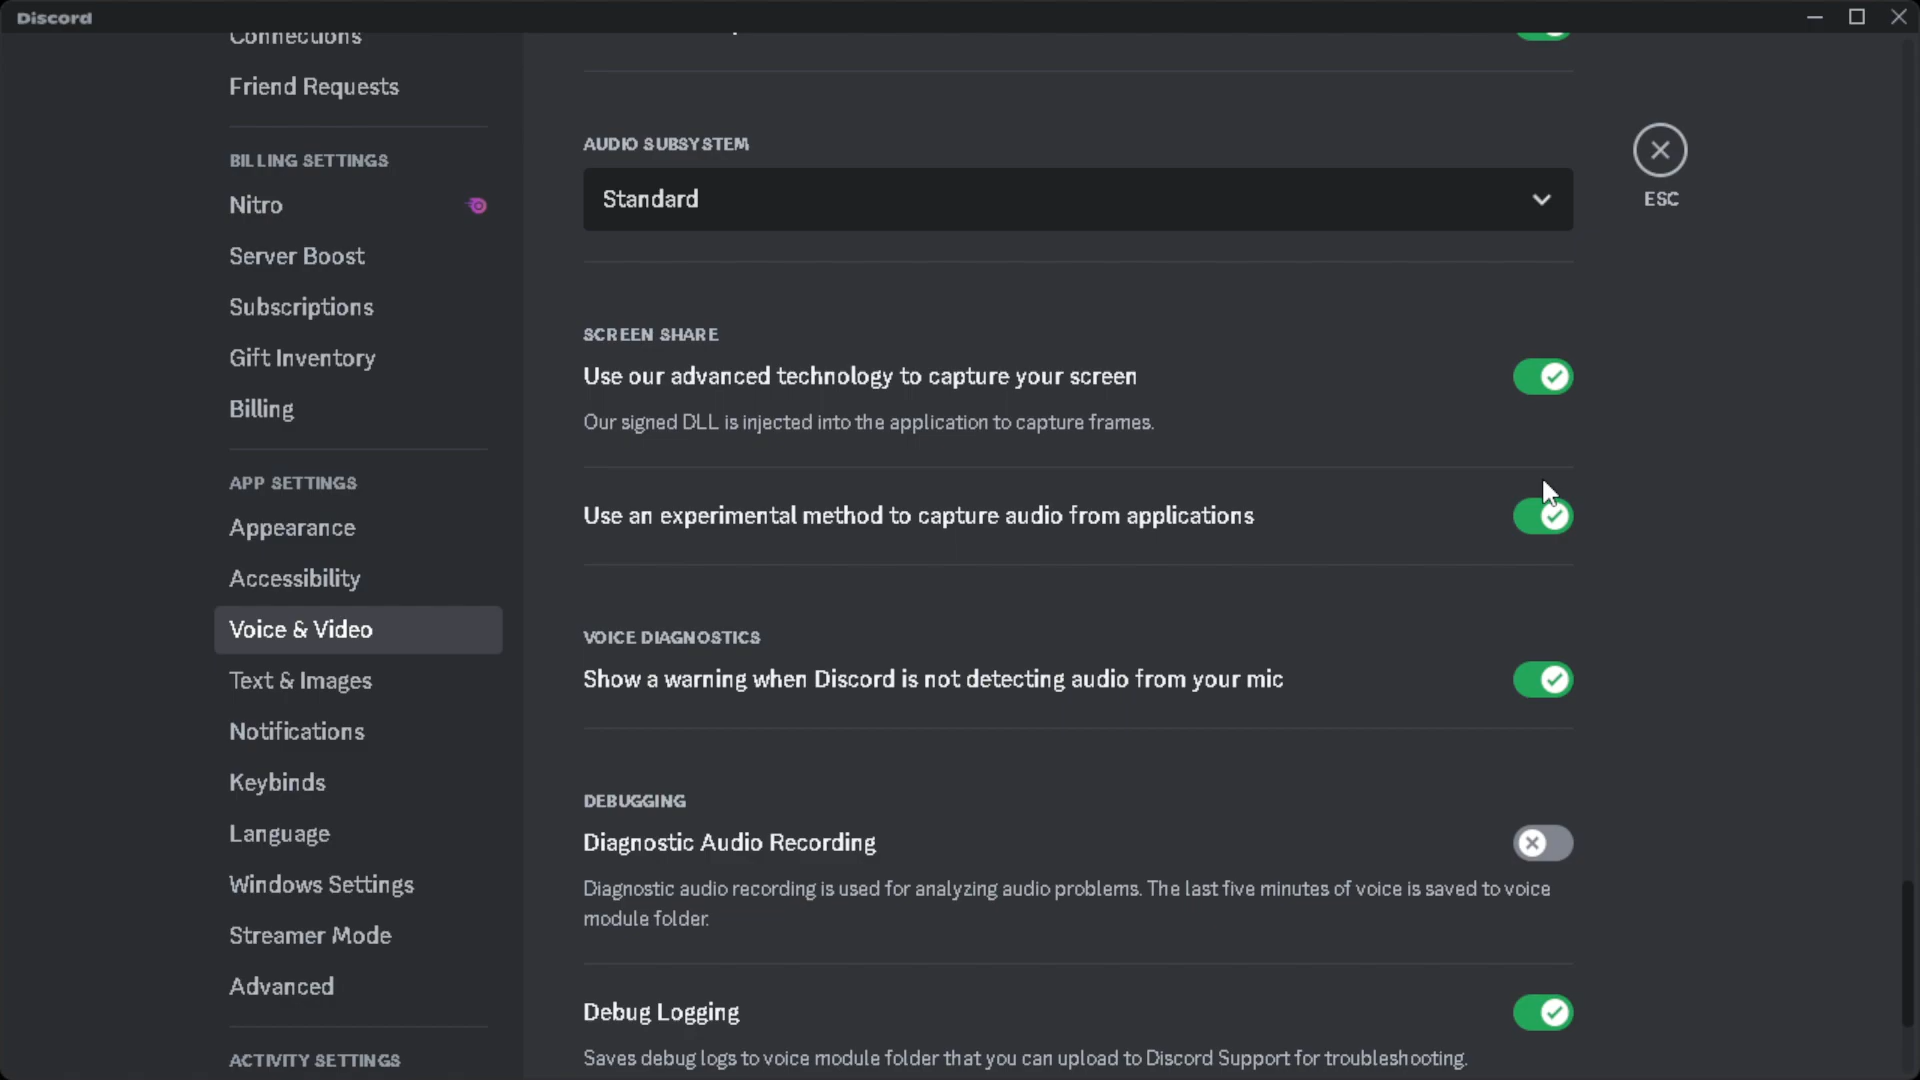 Discord
Connections
Friend Requests
BILLING SETTINGS
Nitro
Server Boost
Subscriptions
Gift Inventory
Billing
APP SETTINGS
Appearance
Accessibility
Voice & Video
Text & Images
Notifications
Keybinds
Language
Windows Settings
Streamer Mode
Advanced
ACTIVITY SETTINGS
AUDIO SUBSYSTEM
Standard
ESC
SCREEN SHARE
Use our advanced technology to capture your screen
Our signed DLL is injected into the application to capture frames.
Use an experimental method to capture audio from applications
VOICE DIAGNOSTICS
Show a warning when Discord is not detecting audio from your mic
DEBUGGING
Diagnostic Audio Recording
Diagnostic audio recording is used for analyzing audio problems. The last five minutes of voice is saved to voice
module folder.
Debug Logging
Saves debug logs to voice module folder that you can upload to Discord Support for troubleshooting.